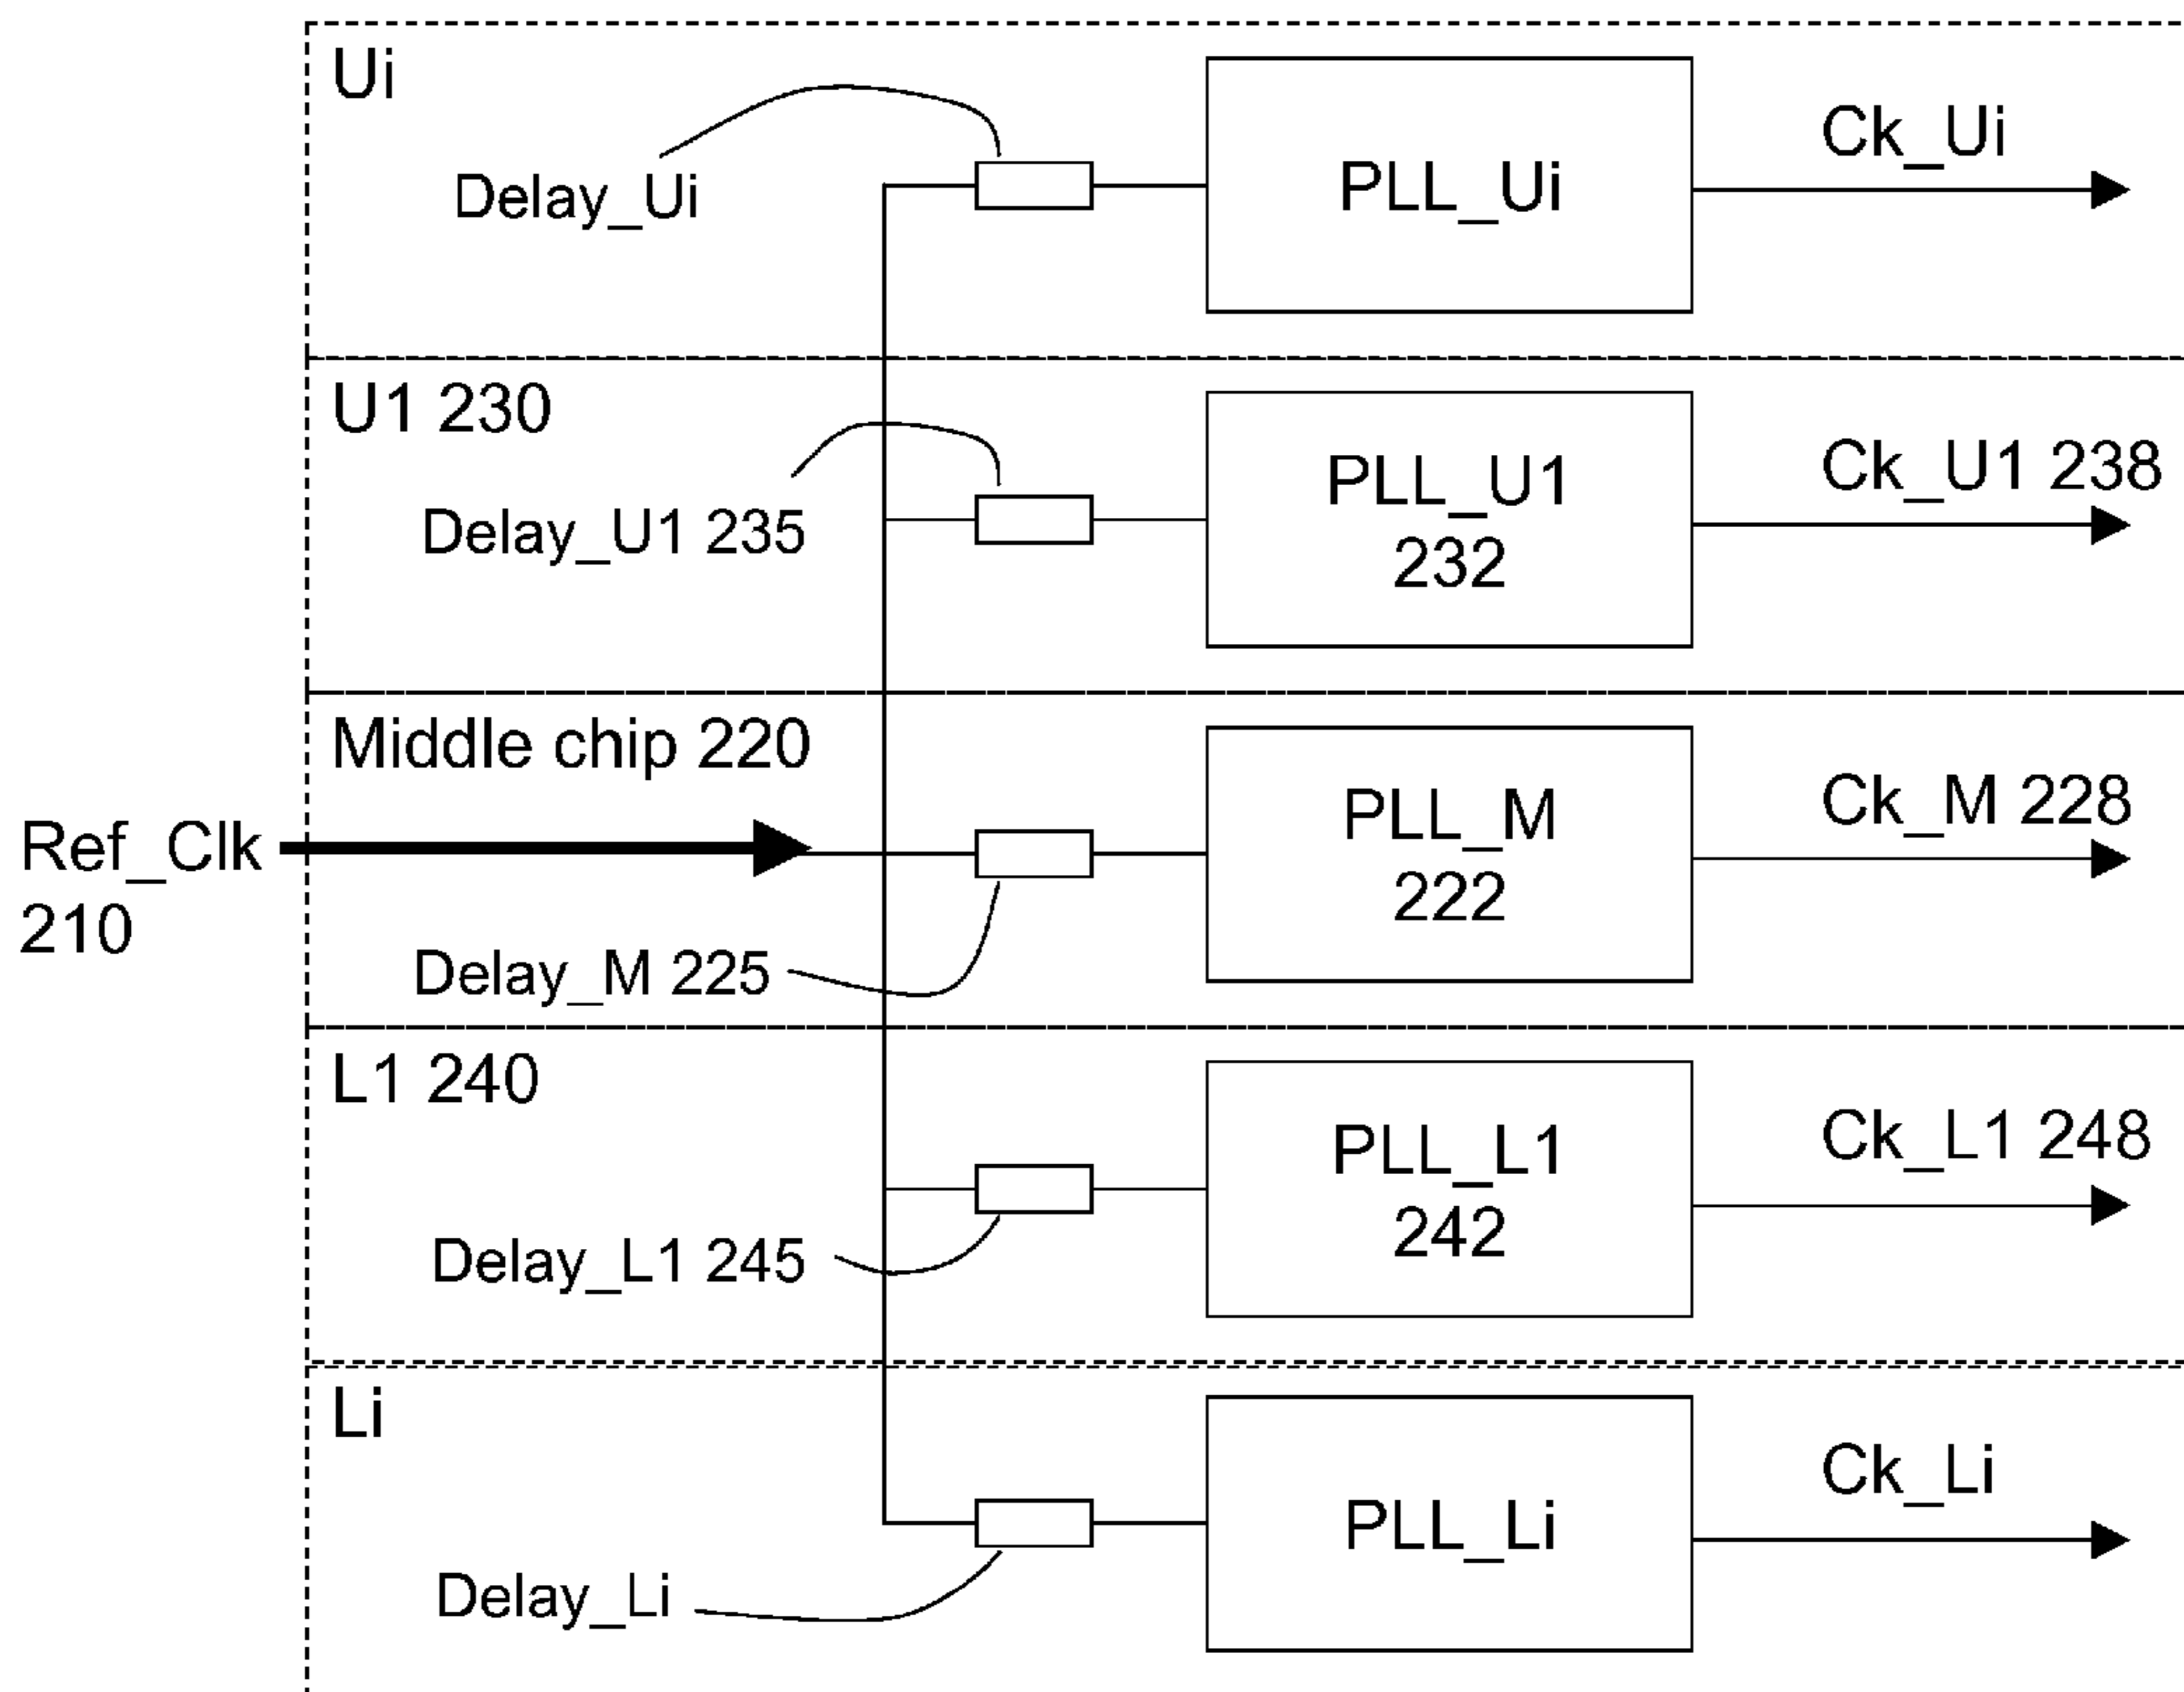 Ui
Delay_Ui
PLL_Ui
Ck_Ui
U1 230
Delay_U1 235
PLL_U1
232
Ck_U1 238
Middle chip 220
Ref_Clk
210
Delay_M 225
PLL_M
222
Ck_M 228
L1 240
Delay_L1 245
PLL_L1
242
Ck_L1 248
Li
Delay_Li
PLL_Li
Ck_Li